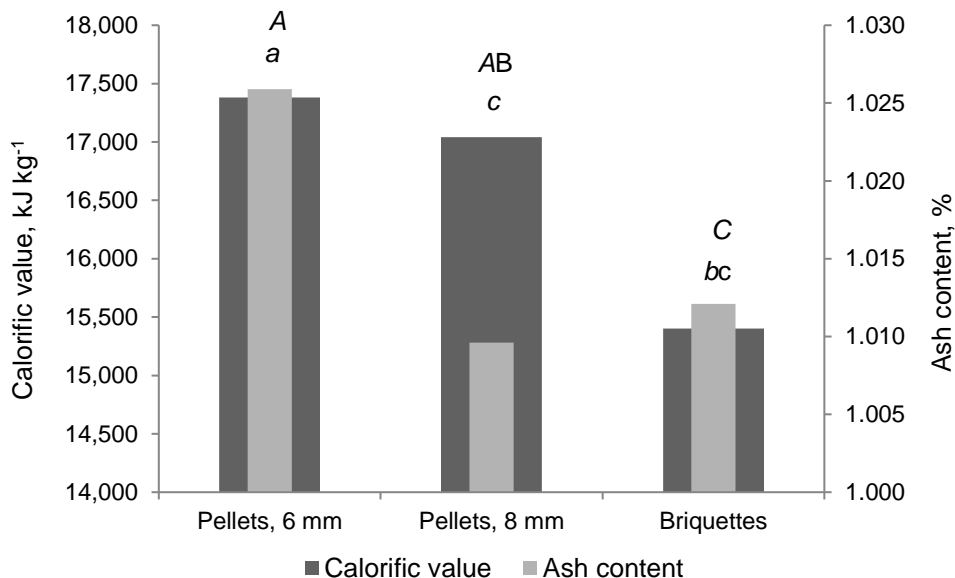 Calorific value, kJ kg⁻¹
18,000
17,500
17,000
16,500
16,000
15,500
15,000
14,500
14,000
A
a
AB
c
C
bc
1.030
1.025
1.020
1.015
1.010
1.005
1.000
Ash content, %
Pellets, 6 mm
Pellets, 8 mm
Briquettes
Calorific value
Ash content